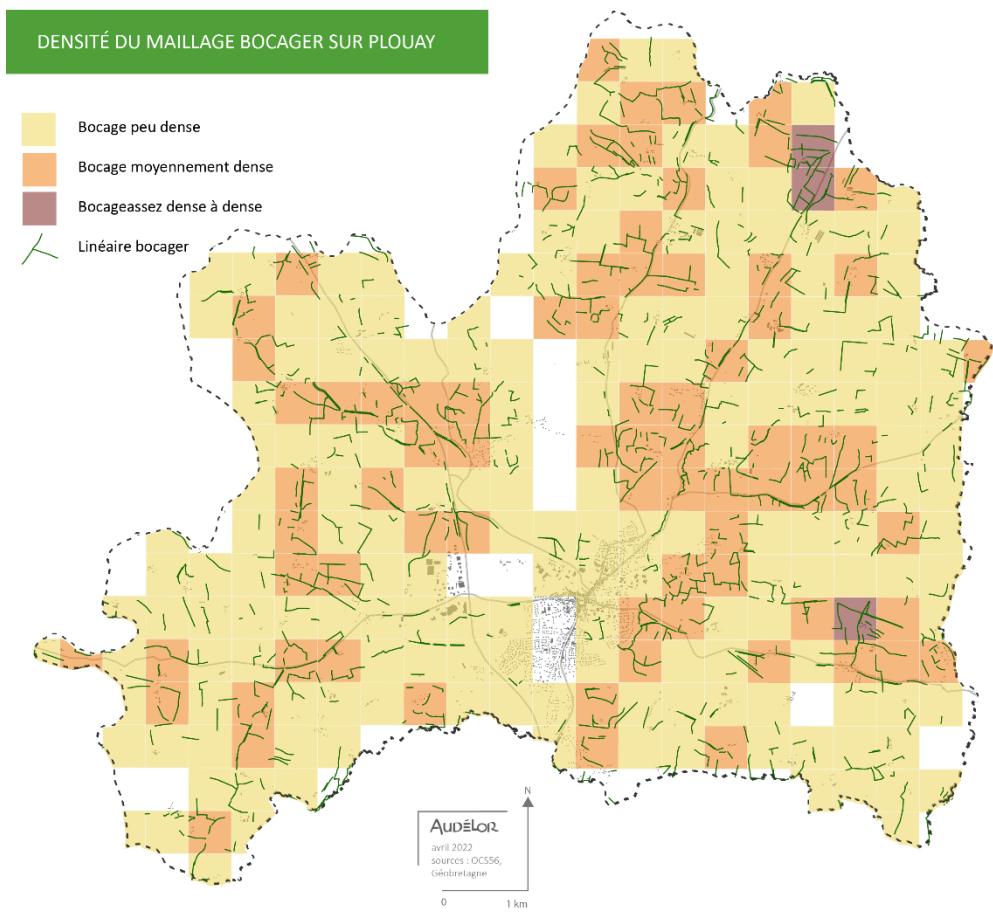 DENSITÉ DU MAILLAGE BOCAGER SUR PLOUAY
Bocage peu dense
Bocage moyennement dense
Bocageassez dense à dense
Linéaire bocager
N
AUDÉLOR
avril 2022
sources : OCS56,
Géobretagne
0 1 km